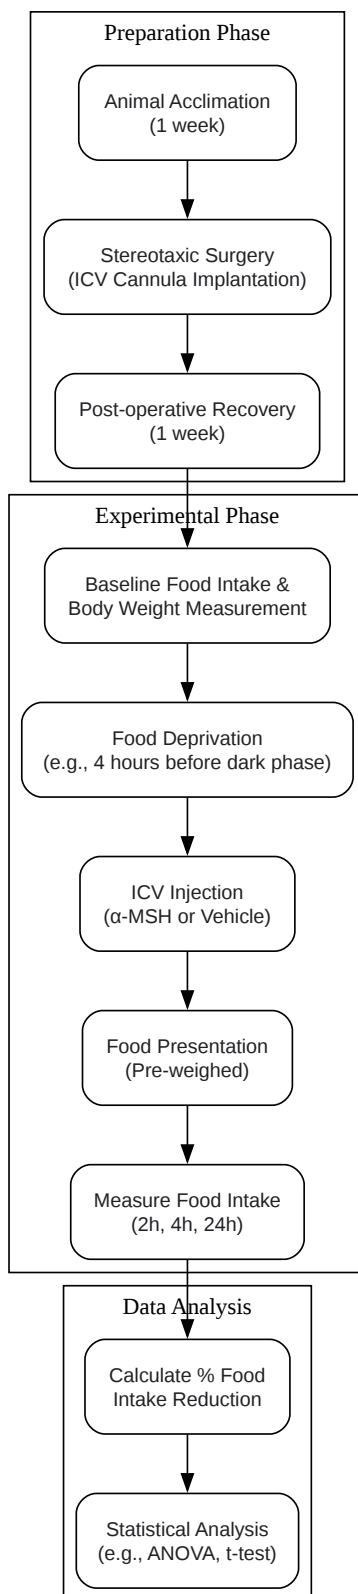 Preparation Phase
Animal Acclimation
(1 week)
Stereotaxic Surgery
(ICV Cannula Implantation)
Post-operative Recovery
(1 week)
Experimental Phase
Baseline Food Intake &
Body Weight Measurement
Food Deprivation
(e.g., 4 hours before dark phase)
ICV Injection
(α-MSH or Vehicle)
Food Presentation
(Pre-weighed)
Measure Food Intake
(2h, 4h, 24h)
Data Analysis
Calculate % Food
Intake Reduction
Statistical Analysis
(e.g., ANOVA, t-test)